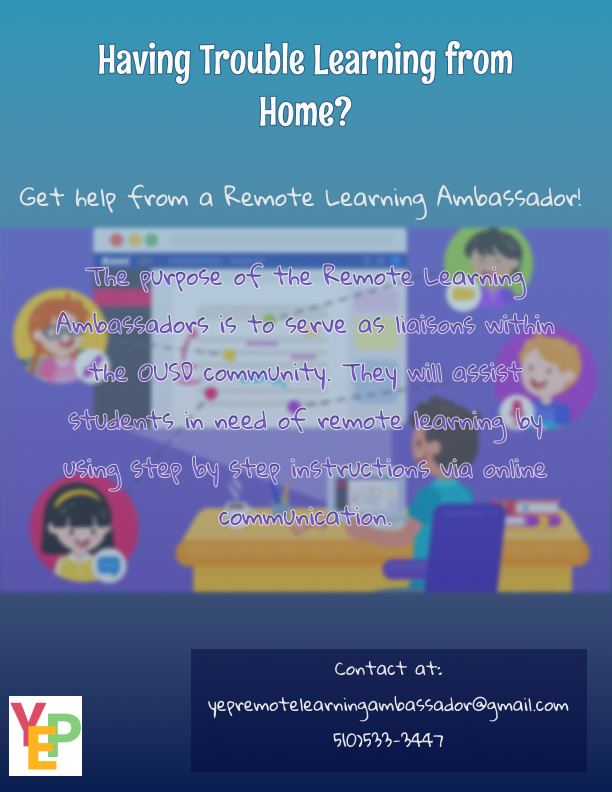 Having Trouble Learning from
Home?
Get help from a Remote Learning Ambassador!
The purpose of the Remote Learning
Ambassadors is to serve as liaisons within
the OUSD community. They will assist
students in need of remote learning by
using step by step instructions via online
communication.
Contact at:
yepremotelearningambassador@gmail.com
510)533-3447
YEP